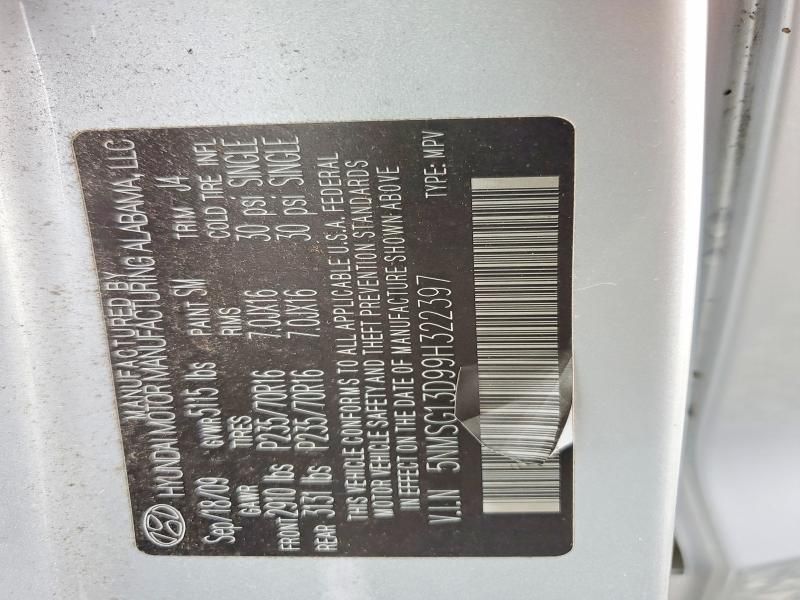 MANUFACTURED BY
HYUNDAI MOTOR MANUFACTURING ALABAMA, LLC
Sep/18/09 GVWR 5115 lbs PAINT SM TRIM J4
GAWR TIRES RMS COLD TIRE INFL
FRONT 2910 lbs P235/70R16 7.0JX16 30 psi SINGLE
REAR 3131 lbs P235/70R16 7.0JX16 30 psi SINGLE
THIS VEHICLE CONFORMS TO ALL APPLICABLE U.S.A. FEDERAL
MOTOR VEHICLE SAFETY AND THEFT PREVENTION STANDARDS
IN EFFECT ON THE DATE OF MANUFACTURE SHOWN ABOVE
V.I.N 5NMSG13D99H322397 TYPE: MPV